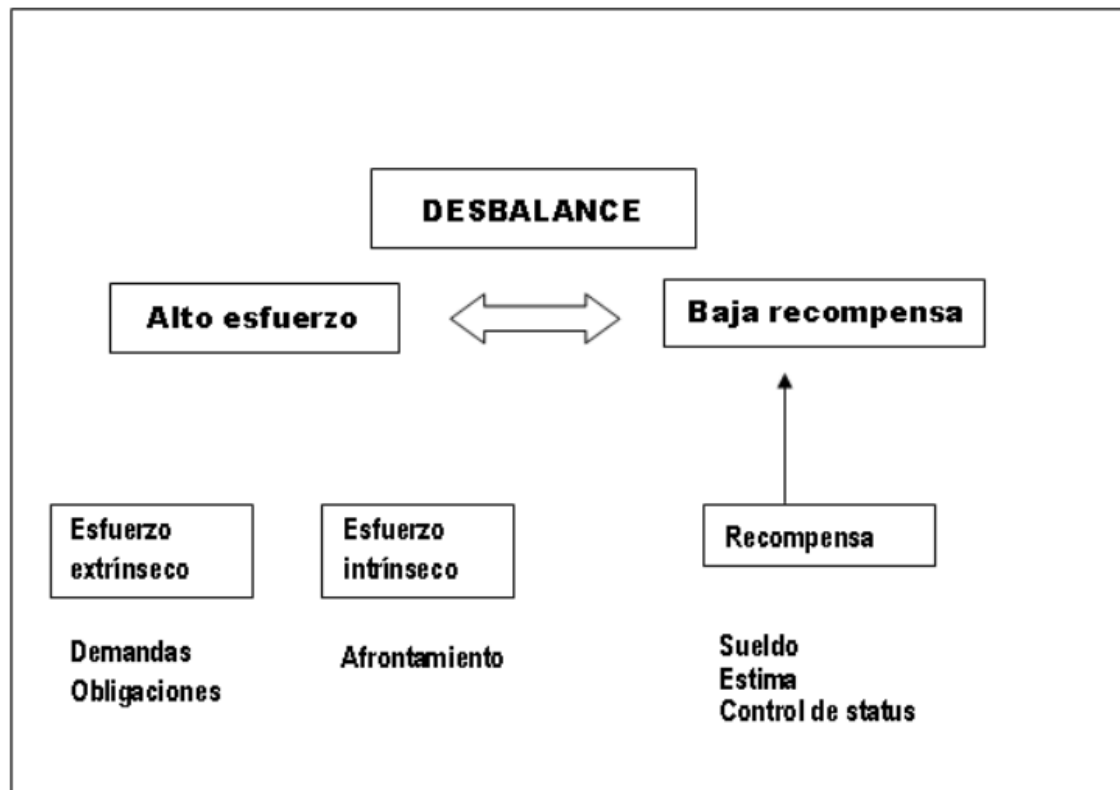 DESBALANCE
Alto esfuerzo
Baja recompensa
Esfuerzo
extrínseco
Esfuerzo
intrínseco
Recompensa
Demandas
Obligaciones
Afrontamiento
Sueldo
Estima
Control de status